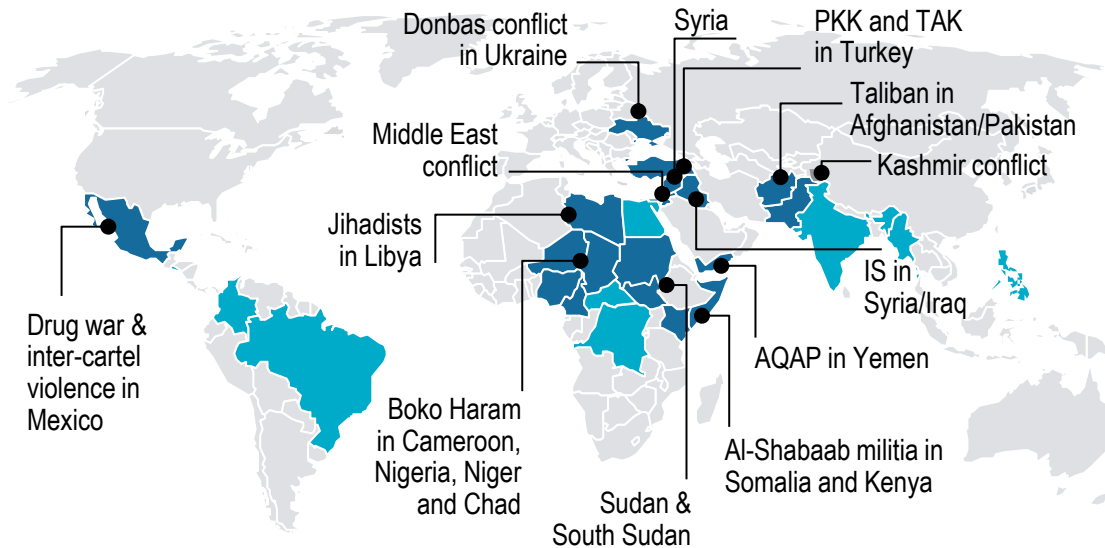 Donbas conflict
in Ukraine
Syria
PKK and TAK
in Turkey
Taliban in
Afghanistan/Pakistan
Middle East
conflict
Kashmir conflict
Jihadists
in Libya
IS in
Syria/Iraq
Drug war &
inter-cartel
violence in
Mexico
AQAP in Yemen
Boko Haram
in Cameroon,
Nigeria, Niger
and Chad
Al-Shabaab militia in
Somalia and Kenya
Sudan &
South Sudan